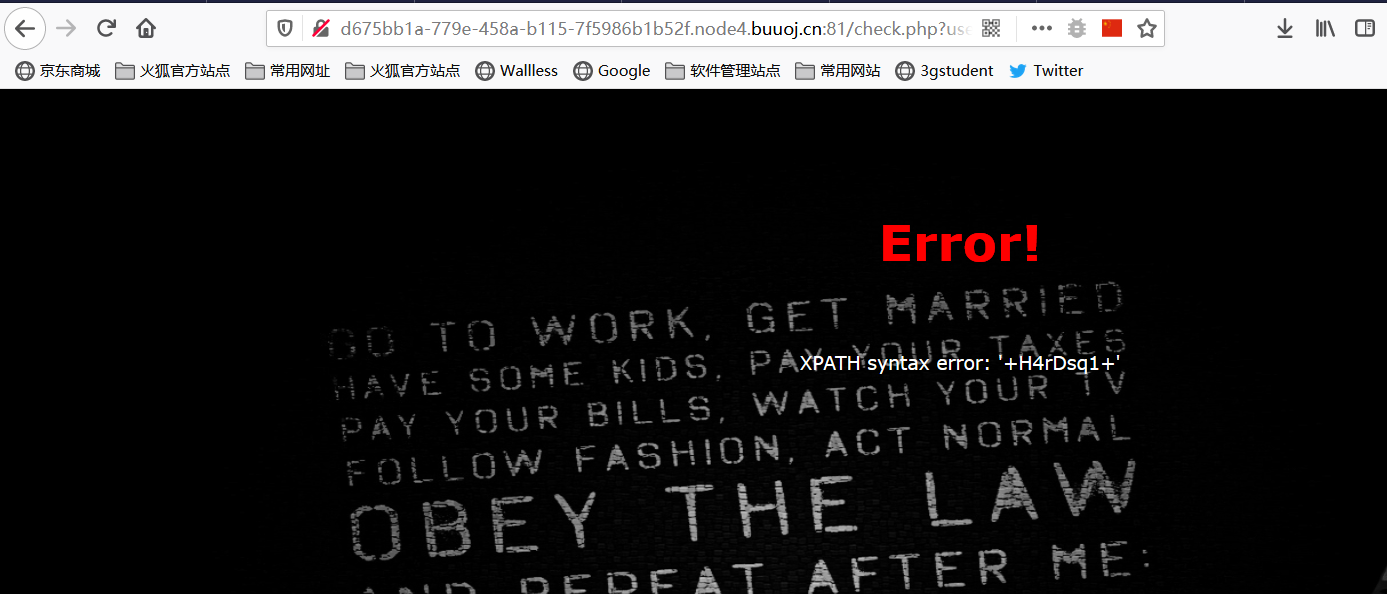 d675bb1a-779e-458a-b115-7f5986b1b52f.node4.buuoj.cn:81/check.php?use
京东商城 火狐官方站点 常用网址 火狐官方站点 Wallless Google 软件管理站点 常用网站 3gstudent Twitter
Error!
GO TO WORK, GET MARRIED
HAVE SOME KIDS, PAY YOUR TAXES
XPATH syntax error: '+H4rDsq1+'
PAY YOUR BILLS, WATCH YOUR TV
FOLLOW FASHION, ACT NORMAL
OBEY THE LAW
AND REPEAT AFTER ME: